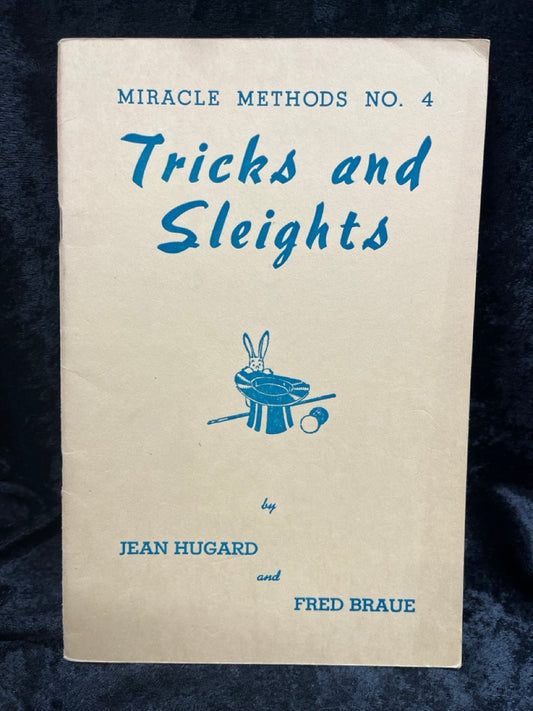 MIRACLE METHODS NO. 4
Tricks and
Sleights
by
JEAN HUGARD
and
FRED BRAUE